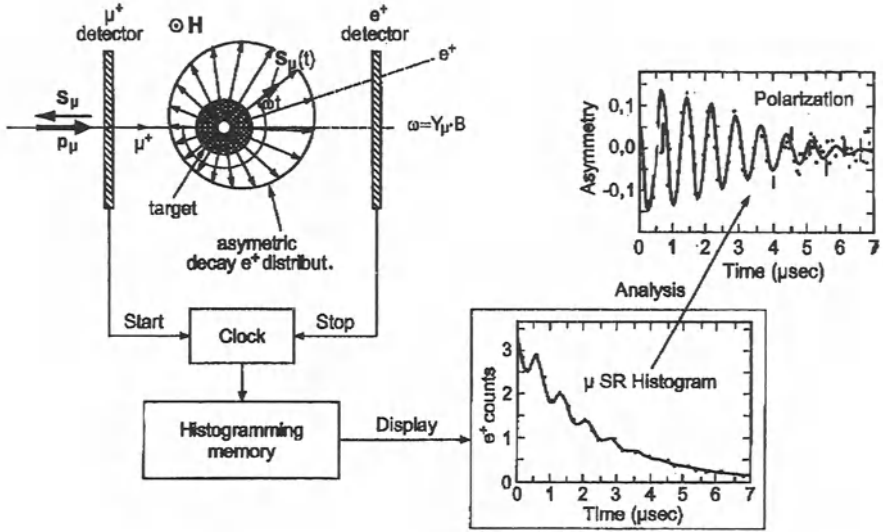 μ+
detector
⊙ H
e+
detector
Sμ(t)
e+
ωt
Sμ
pμ
μ+
ω=Yμ·B
target
asymetric
decay e+ distribut.
Start
Clock
Stop
Histogramming
memory
Display
Asymmetry
0,1
0,0
-0,1
Polarization
0 1 2 3 4 5 6 7
Time (μsec)
Analysis
e+ counts
3
2
1
0
μ SR Histogram
0 1 2 3 4 5 6 7
Time (μsec)